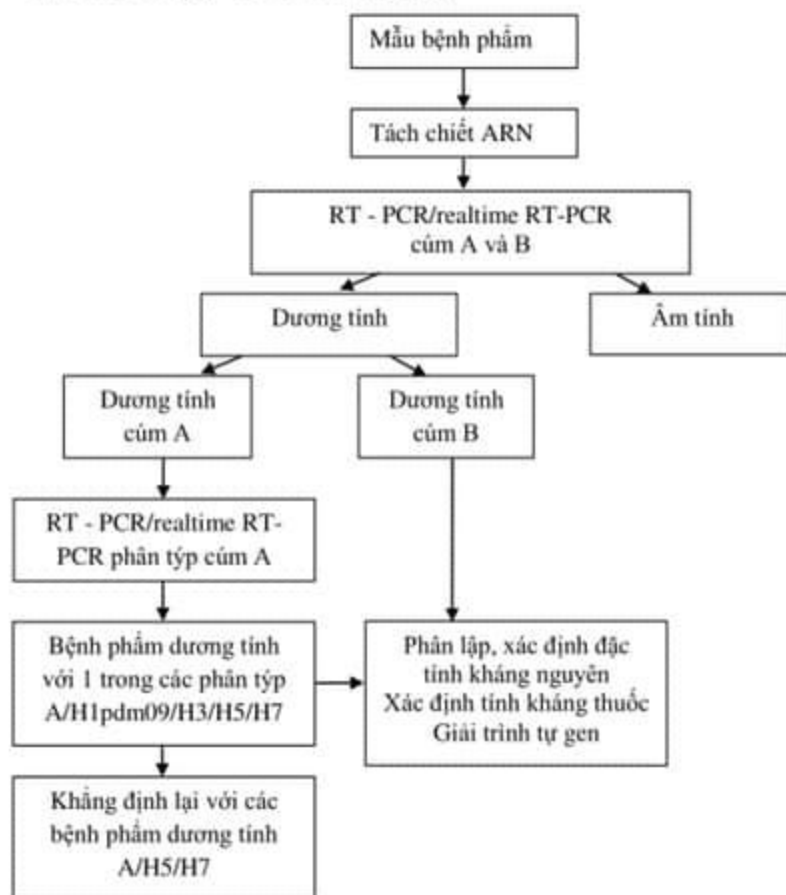 Mẫu bệnh phẩm
Tách chiết ARN
RT - PCR/realtime RT-PCR
cúm A và B
Dương tính
Âm tính
Dương tính
cúm A
Dương tính
cúm B
RT - PCR/realtime RT-
PCR phân týp cúm A
Bệnh phẩm dương tính
với 1 trong các phân týp
A/H1pdm09/H3/H5/H7
Phân lập, xác định đặc
tính kháng nguyên
Xác định tính kháng thuốc
Giải trình tự gen
Khẳng định lại với các
bệnh phẩm dương tính
A/H5/H7